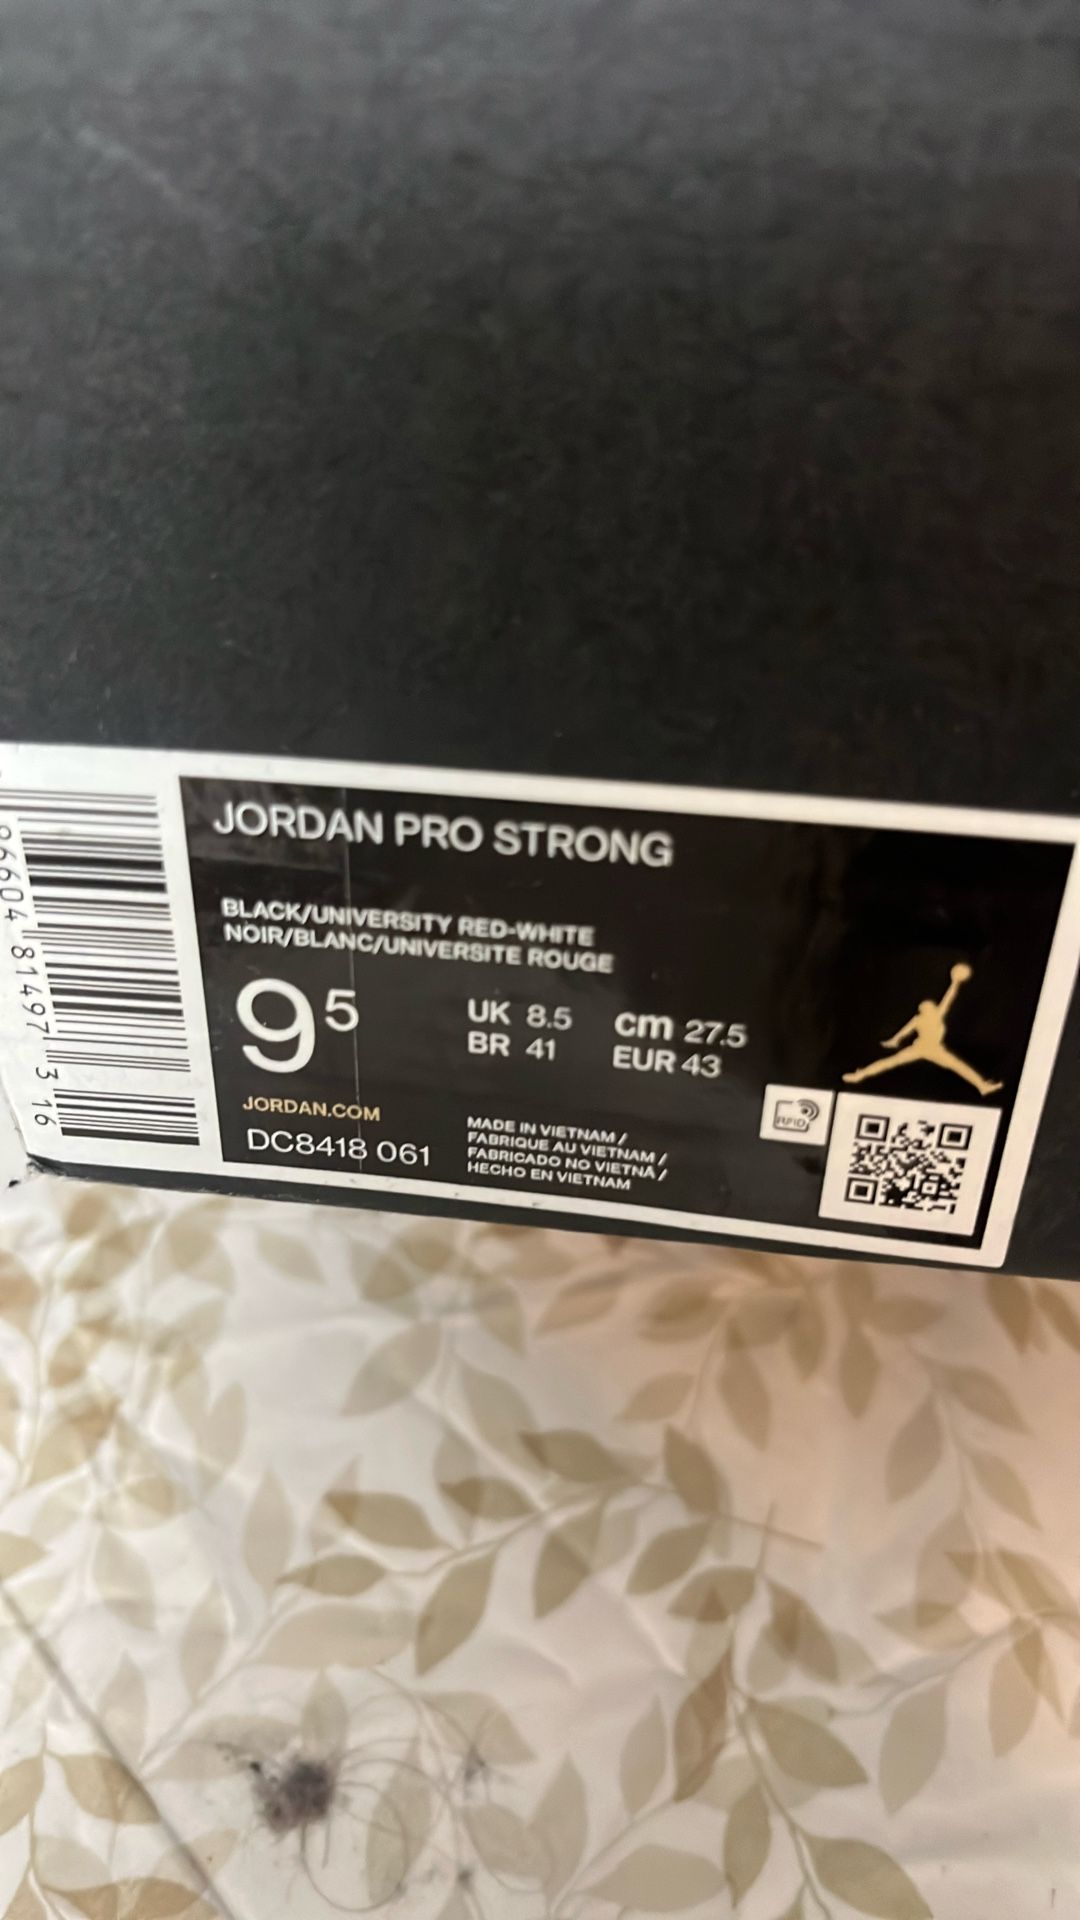 JORDAN PRO STRONG
BLACK/UNIVERSITY RED-WHITE
NOIR/BLANC/UNIVERSITE ROUGE
95
UK 8.5 cm 27.5
BR 41 EUR 43
JORDAN.COM
DC8418 061
MADE IN VIETNAM /
FABRIQUE AU VIETNAM /
FABRICADO NO VIETNÃ /
HECHO EN VIETNAM
RFID
81497 3 16